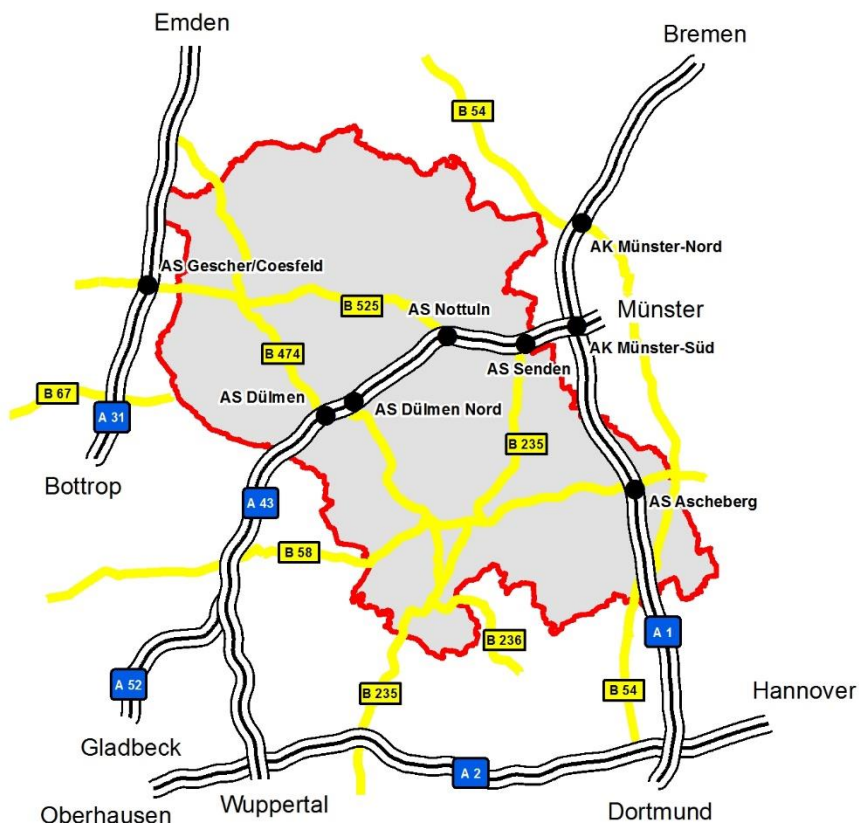 Emden
Bremen
B 54
AK Münster-Nord
AS Gescher/Coesfeld
Münster
B 525
AS Nottuln
AK Münster-Süd
B 474
AS Senden
AS Dülmen
AS Dülmen Nord
B 67
A 31
B 235
Bottrop
A 43
AS Ascheberg
B 58
A 1
B 236
A 52
B 235
B 54
Hannover
Gladbeck
A 2
Oberhausen
Wuppertal
Dortmund